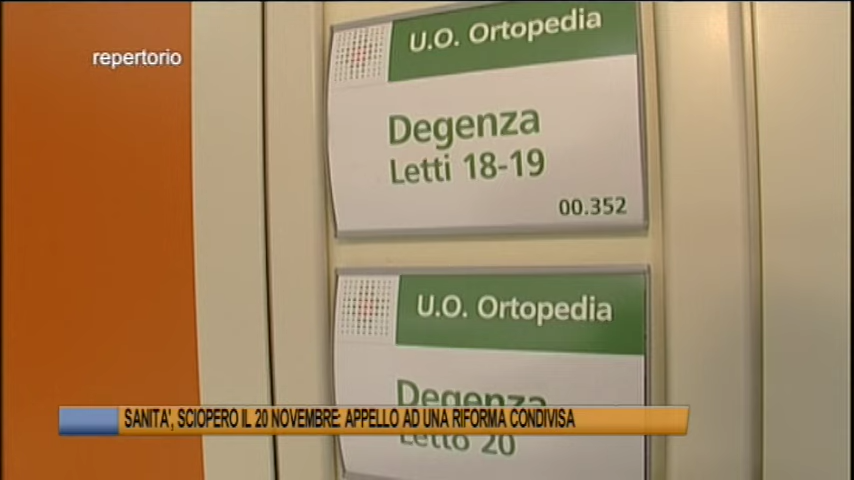 repertorio
U.O. Ortopedia
Degenza
Letti 18-19
00.352
U.O. Ortopedia
Degenza
Letto 20
SANITA', SCIOPERO IL 20 NOVEMBRE: APPELLO AD UNA RIFORMA CONDIVISA